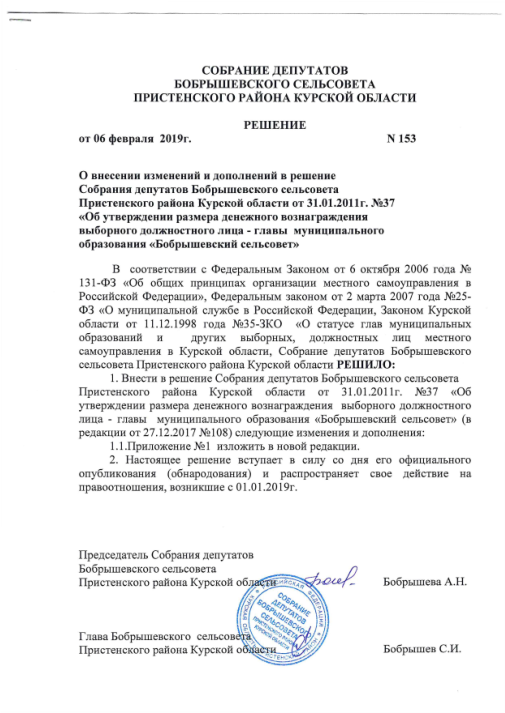 СОБРАНИЕ ДЕПУТАТОВ
БОБРЫШЕВСКОГО СЕЛЬСОВЕТА
ПРИСТЕНСКОГО РАЙОНА КУРСКОЙ ОБЛАСТИ
РЕШЕНИЕ
от 06 февраля 2019г. N 153
О внесении изменений и дополнений в решение
Собрания депутатов Бобрышевского сельсовета
Пристенского района Курской области от 31.01.2011г. №37
«Об утверждении размера денежного вознаграждения
выборного должностного лица - главы муниципального
образования «Бобрышевский сельсовет»
В соответствии с Федеральным Законом от 6 октября 2006 года №
131-ФЗ «Об общих принципах организации местного самоуправления в
Российской Федерации», Федеральным законом от 2 марта 2007 года №25-
ФЗ «О муниципальной службе в Российской Федерации, Законом Курской
области от 11.12.1998 года №35-ЗКО «О статусе глав муниципальных
образований и других выборных, должностных лиц местного
самоуправления в Курской области, Собрание депутатов Бобрышевского
сельсовета Пристенского района Курской области РЕШИЛО:
1. Внести в решение Собрания депутатов Бобрышевского сельсовета
Пристенского района Курской области от 31.01.2011г. №37 «Об
утверждении размера денежного вознаграждения выборного должностного
лица - главы муниципального образования «Бобрышевский сельсовет» (в
редакции от 27.12.2017 №108) следующие изменения и дополнения:
1.1.Приложение №1 изложить в новой редакции.
2. Настоящее решение вступает в силу со дня его официального
опубликования (обнародования) и распространяет свое действие на
правоотношения, возникшие с 01.01.2019г.
Председатель Собрания депутатов
Бобрышевского сельсовета
Пристенского района Курской области Бобрышева А.Н.
СОБРАНИЕ
ДЕПУТАТОВ
БОБРЫШЕВСКОГО
СЕЛЬСОВЕТА
ПРИСТЕНСКОГО РАЙОНА
КУРСКОЙ ОБЛАСТИ
Глава Бобрышевского сельсовета
Пристенского района Курской области Бобрышев С.И.